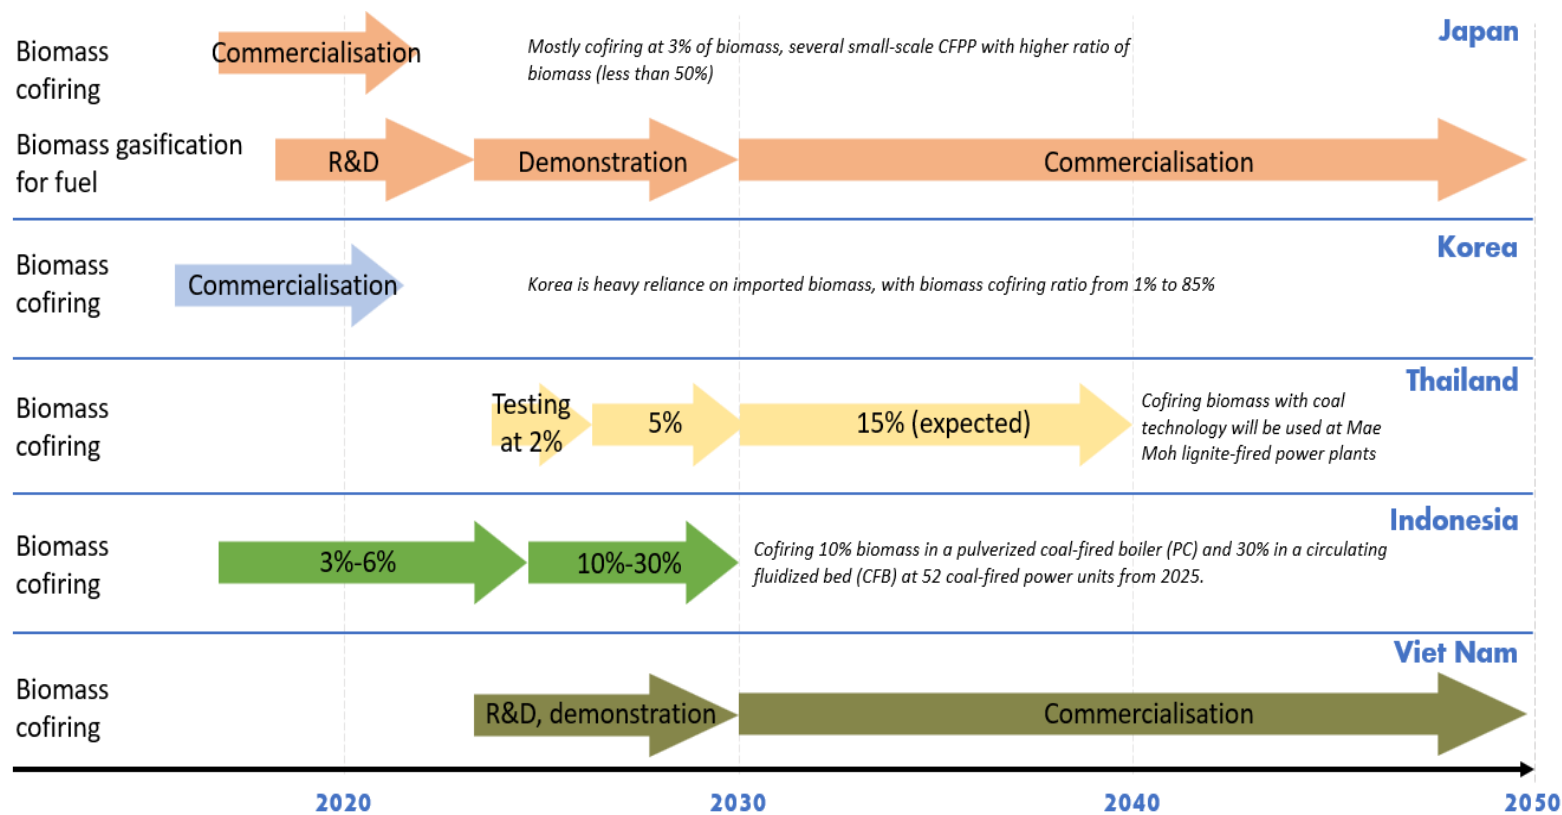 Japan
Biomass
cofiring
Commercialisation
Mostly cofiring at 3% of biomass, several small-scale CFPP with higher ratio of
biomass (less than 50%)
Biomass gasification
for fuel
R&D
Demonstration
Commercialisation
Korea
Biomass
cofiring
Commercialisation
Korea is heavy reliance on imported biomass, with biomass cofiring ratio from 1% to 85%
Thailand
Biomass
cofiring
Testing
at 2%
5%
15% (expected)
Cofiring biomass with coal
technology will be used at Mae
Moh lignite-fired power plants
Indonesia
Biomass
cofiring
3%-6%
10%-30%
Cofiring 10% biomass in a pulverized coal-fired boiler (PC) and 30% in a circulating
fluidized bed (CFB) at 52 coal-fired power units from 2025.
Viet Nam
Biomass
cofiring
R&D, demonstration
Commercialisation
2020
2030
2040
2050